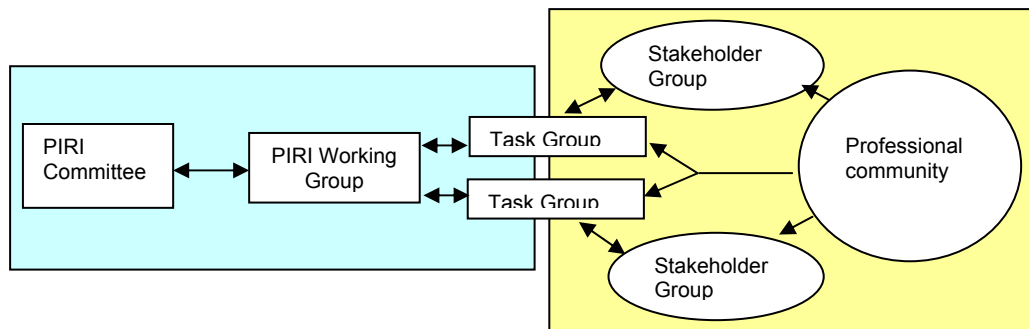 PIRI
Committee
PIRI Working
Group
Task Group
Task Group
Stakeholder
Group
Stakeholder
Group
Professional
community